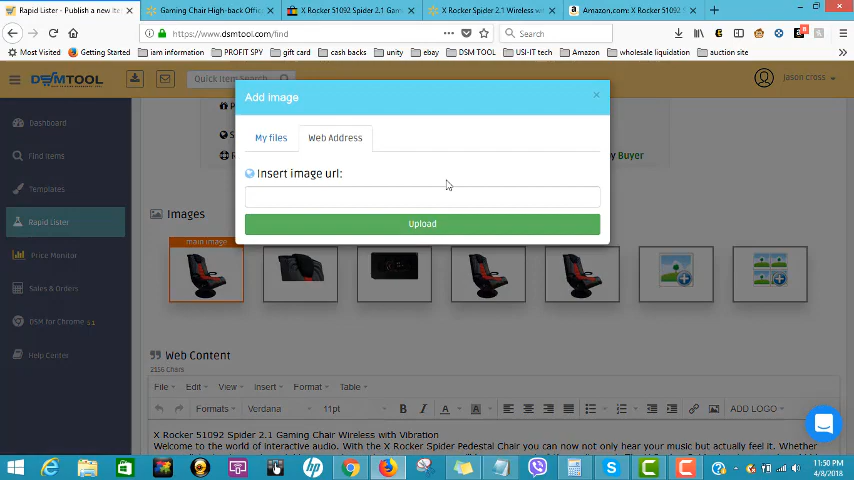 Rapid Lister - Publish a new Ite
Gaming Chair High-back Offic
X Rocker 51092 Spider 2.1 Gam
X Rocker Spider 2.1 Wireless wit
Amazon.com: X Rocker 51092 S
https://www.dsmtool.com/find
Search
Most Visited
Getting Started
iam information
PROFIT SPY
gift card
cash backs
unity
ebay
DSM TOOL
USI-IT tech
Amazon
wholesale liquidation
auction site
DSMTOOL
Quick Item Search
Jason cross
Add image
My files
Web Address
Insert image url:
Upload
Dashboard
Find Items
Templates
Rapid Lister
Price Monitor
Sales & Orders
DSM for Chrome 5.1
Help Center
y Buyer
Images
main image
Web Content
2156 Chars
File Edit View Insert Format Table
Formats Verdana 11pt B I A A ADD LOGO
X Rocker 51092 Spider 2.1 Gaming Chair Wireless with Vibration
Welcome to the world of interactive audio. With the X Rocker Spider Pedestal Chair you can now not only hear your music but actually feel it. Whether
11:50 PM
4/8/2018